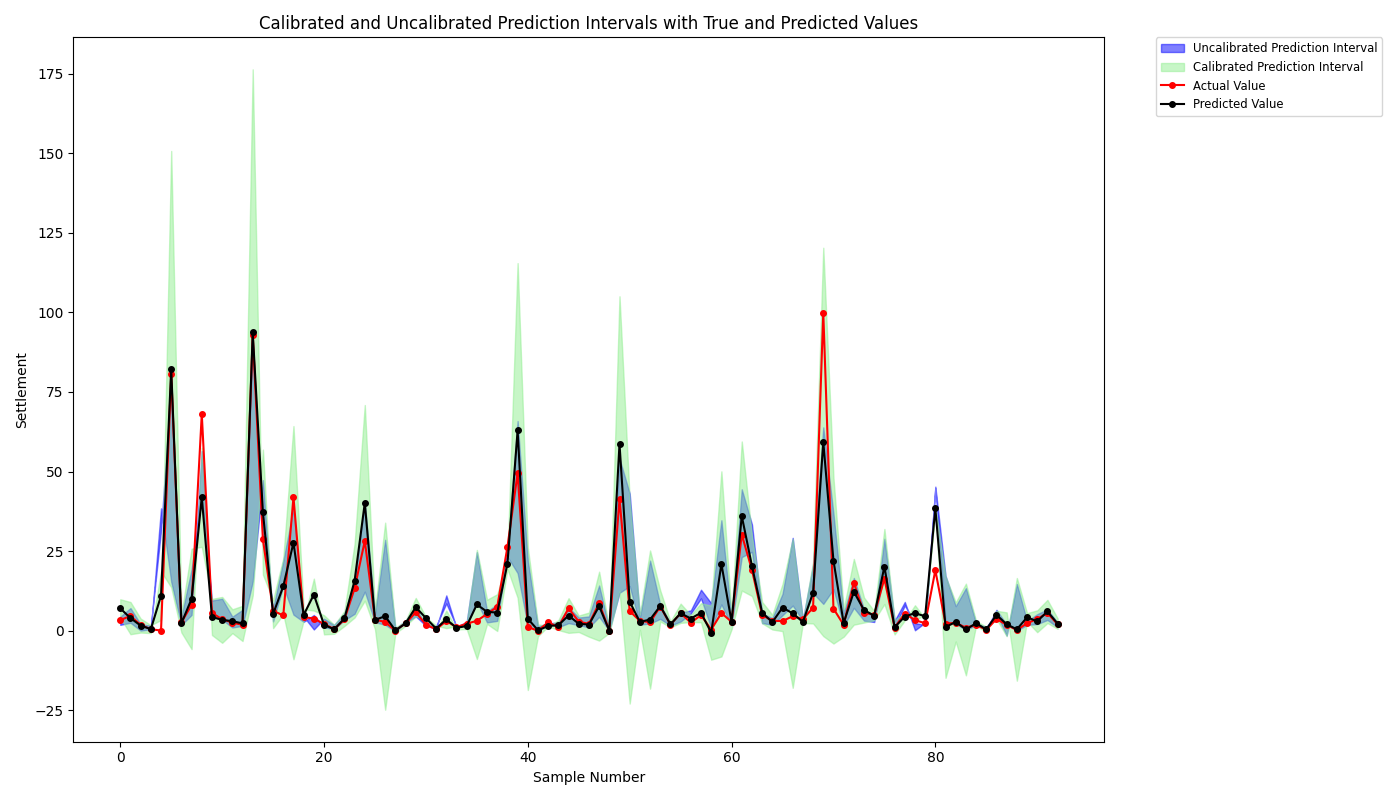 Calibrated and Uncalibrated Prediction Intervals with True and Predicted Values
Uncalibrated Prediction Interval
Calibrated Prediction Interval
Actual Value
Predicted Value
175
150
125
100
75
50
25
0
−25
Settlement
0 20 40 60 80
Sample Number